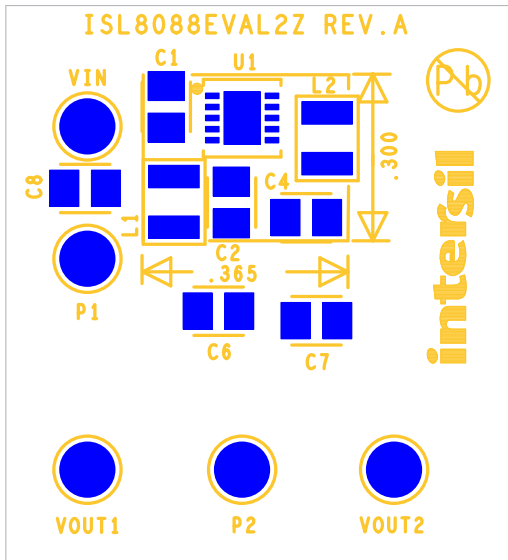 ISL8088EVAL2Z REV.A
C1
U1
VIN
L2
Pb
.300
C8
C4
L1
C2
.365
intersil
P1
C6
C7
VOUT1
P2
VOUT2